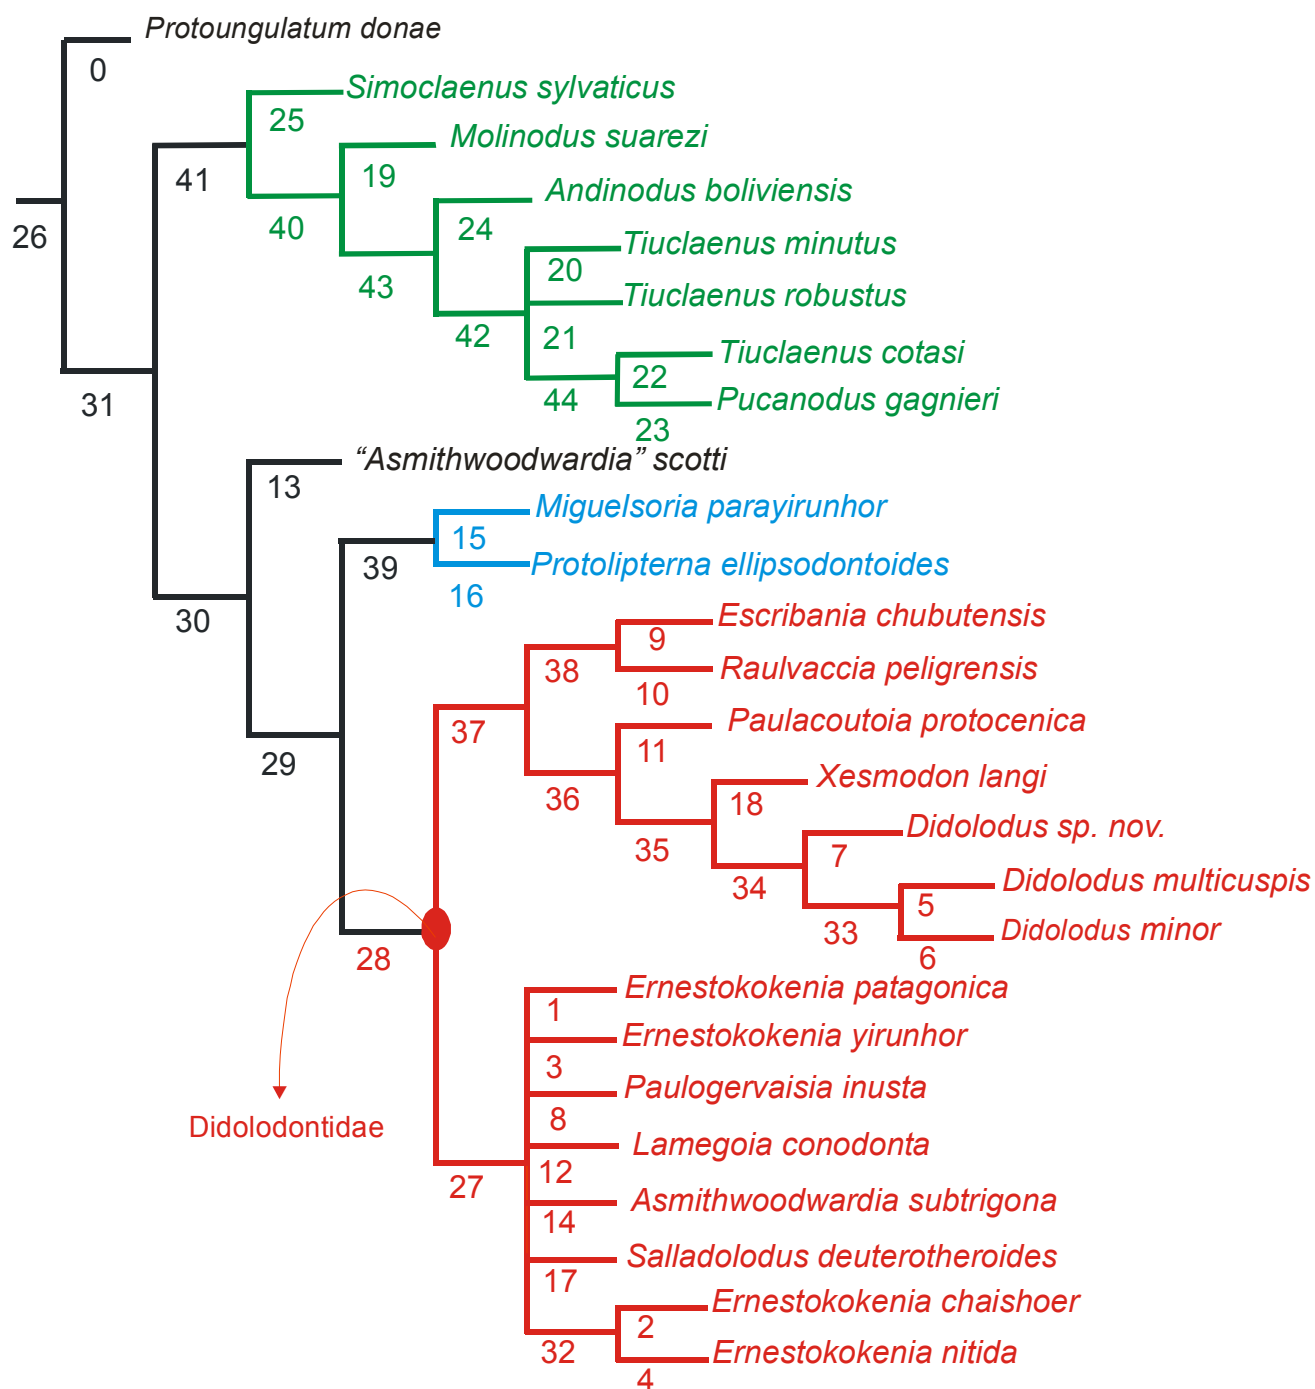 Protoungulatum donae
0
Simoclaenus sylvaticus
25
Molinodus suarezi
41
19
Andinodus boliviensis
26
40
24
Tiuclaenus minutus
20
43
Tiuclaenus robustus
42
21
Tiuclaenus cotasi
22
31
44
Pucanodus gagnieri
23
“Asmithwoodwardia” scotti
13
Miguelsoria parayirunhor
15
39
Protolipterna ellipsodontoides
16
30
Escribania chubutensis
9
38
Raulvaccia peligrensis
10
37
Paulacoutoia protocenica
11
29
36
Xesmodon langi
18
Didolodus sp. nov.
35
7
34
Didolodus multicuspis
5
33
Didolodus minor
28
6
Ernestokokenia patagonica
1
Ernestokokenia yirunhor
3
Paulogervaisia inusta
8
Didolodontidae
Lamegoia conodonta
12
27
Asmithwoodwardia subtrigona
14
Salladolodus deuterotheroides
17
Ernestokokenia chaishoer
2
32
Ernestokokenia nitida
4